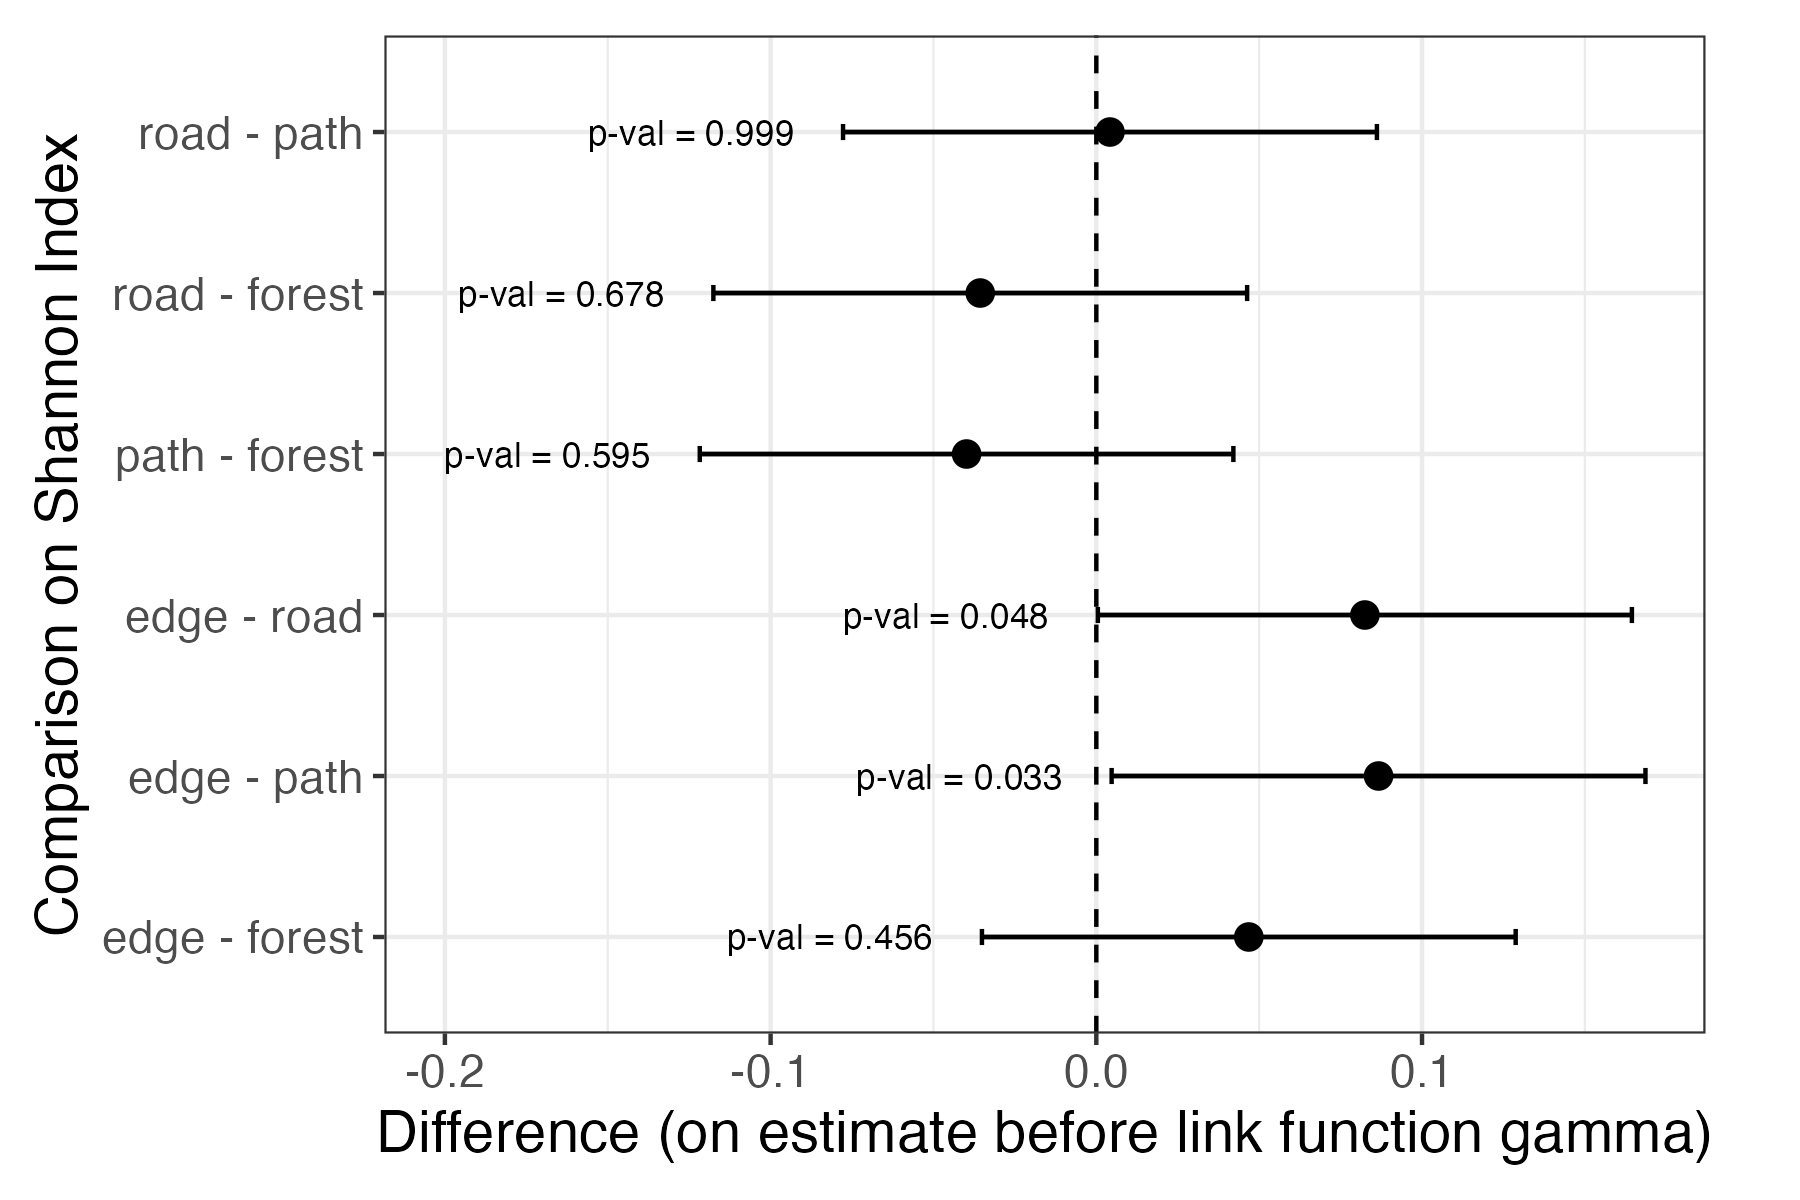 Comparison on Shannon Index
road - path
p-val = 0.999
road - forest
p-val = 0.678
path - forest
p-val = 0.595
edge - road
p-val = 0.048
edge - path
p-val = 0.033
edge - forest
p-val = 0.456
-0.2
-0.1
0.0
0.1
Difference (on estimate before link function gamma)